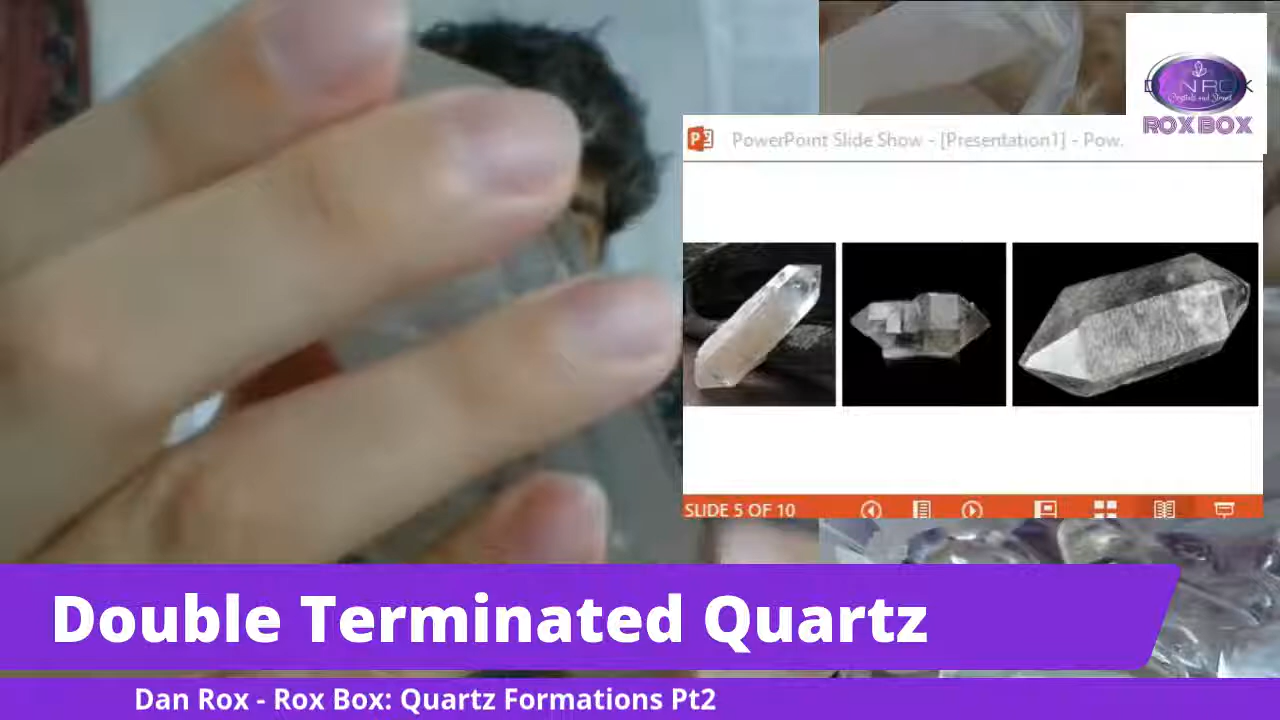 ROX BOX
PowerPoint Slide Show - [Presentation1] - Pow.
SLIDE 5 OF 10
Double Terminated Quartz
Dan Rox - Rox Box: Quartz Formations Pt2